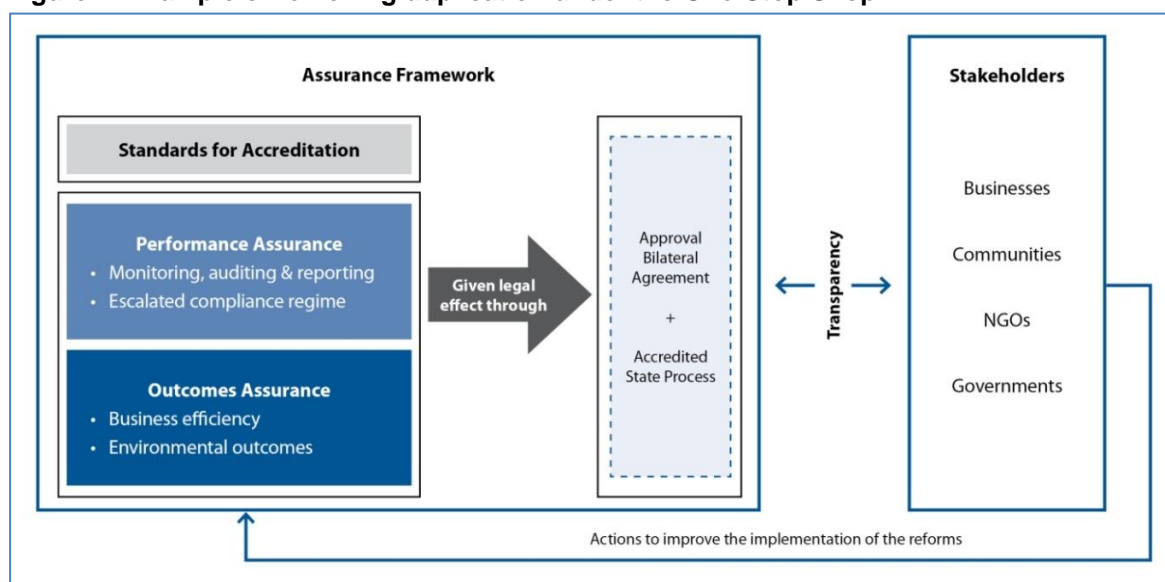 Assurance Framework
Standards for Accreditation
Performance Assurance
• Monitoring, auditing & reporting
• Escalated compliance regime
Outcomes Assurance
• Business efficiency
• Environmental outcomes
Given legal
effect through
Approval
Bilateral
Agreement
+
Accredited
State Process
Transparency
Stakeholders
Businesses
Communities
NGOs
Governments
Actions to improve the implementation of the reforms